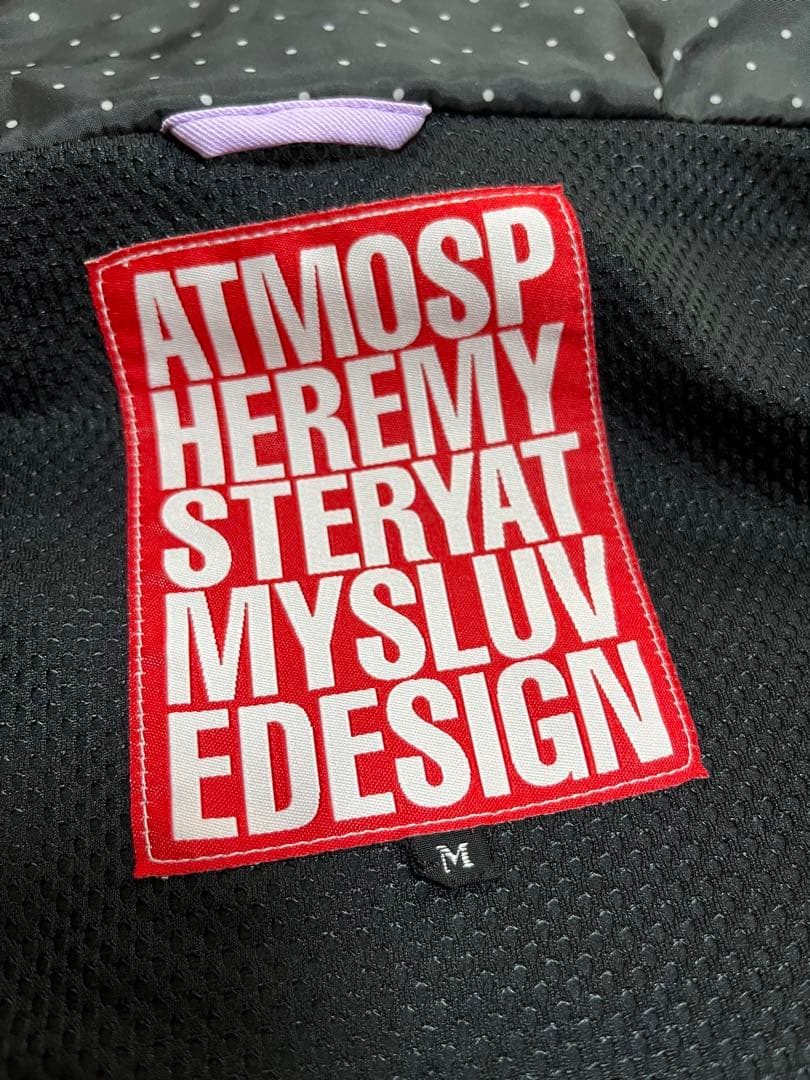 ATMOSP
HEREMY
STERYAT
MYSLUV
EDESIGN
M